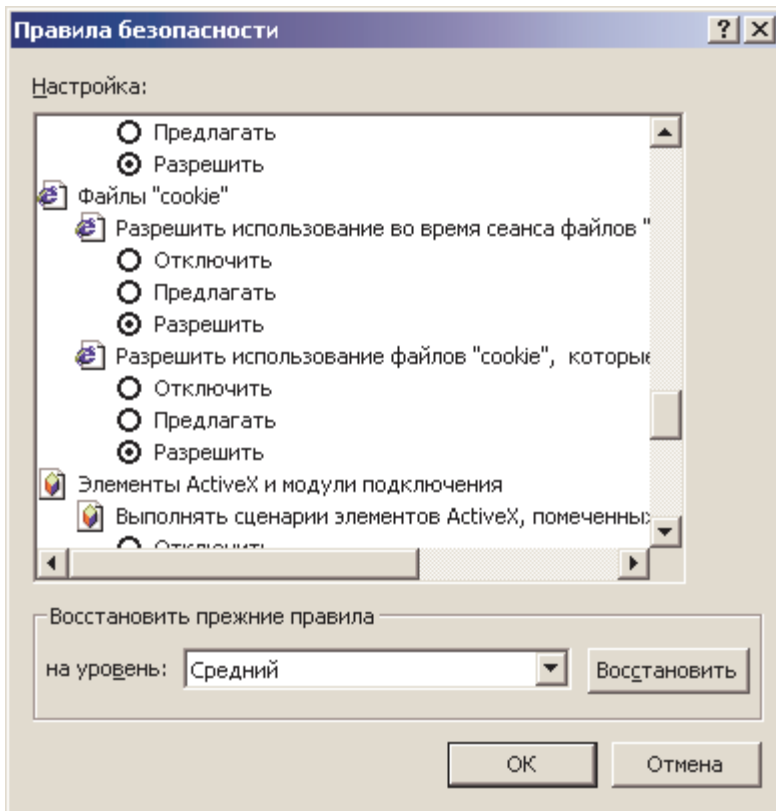 Правила безопасности
Настройка:
Предлагать
Разрешить
Файлы "cookie"
Разрешить использование во время сеанса файлов "
Отключить
Предлагать
Разрешить
Разрешить использование файлов "cookie", которые
Отключить
Предлагать
Разрешить
Элементы ActiveX и модули подключения
Выполнять сценарии элементов ActiveX, помеченных
Отключить
Восстановить прежние правила
на уровень: Средний Восстановить
OK Отмена